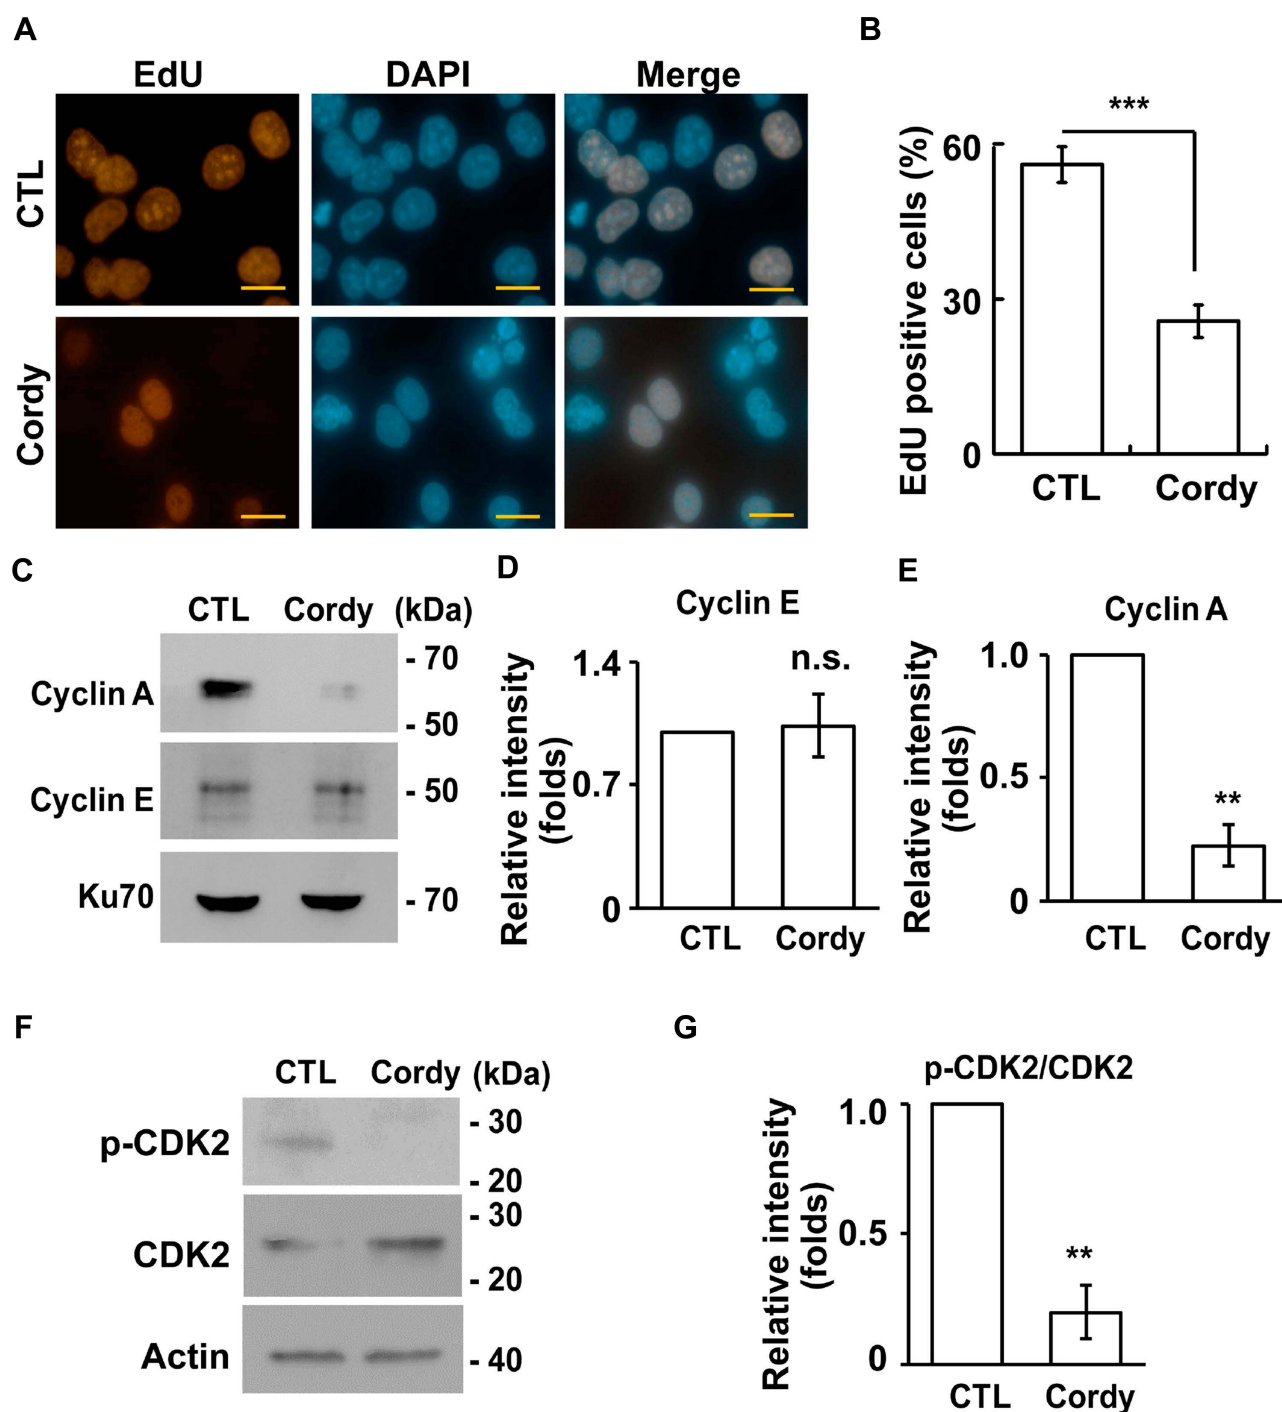 A
EdU DAPI Merge
CTL
Cordy
B
EdU positive cells (%)
***
60
30
0
CTL Cordy
C
CTL Cordy (kDa)
Cyclin A
- 70
- 50
Cyclin E
- 50
Ku70
- 70
D
Cyclin E
Relative intensity
(folds)
1.4
0.7
0
n.s.
CTL Cordy
E
Cyclin A
Relative intensity
(folds)
1.0
0.5
0
**
CTL Cordy
F
CTL Cordy (kDa)
p-CDK2
- 30
- 20
CDK2
- 30
- 20
Actin
- 40
G
p-CDK2/CDK2
Relative intensity
(folds)
1.0
0.5
0
**
CTL Cordy